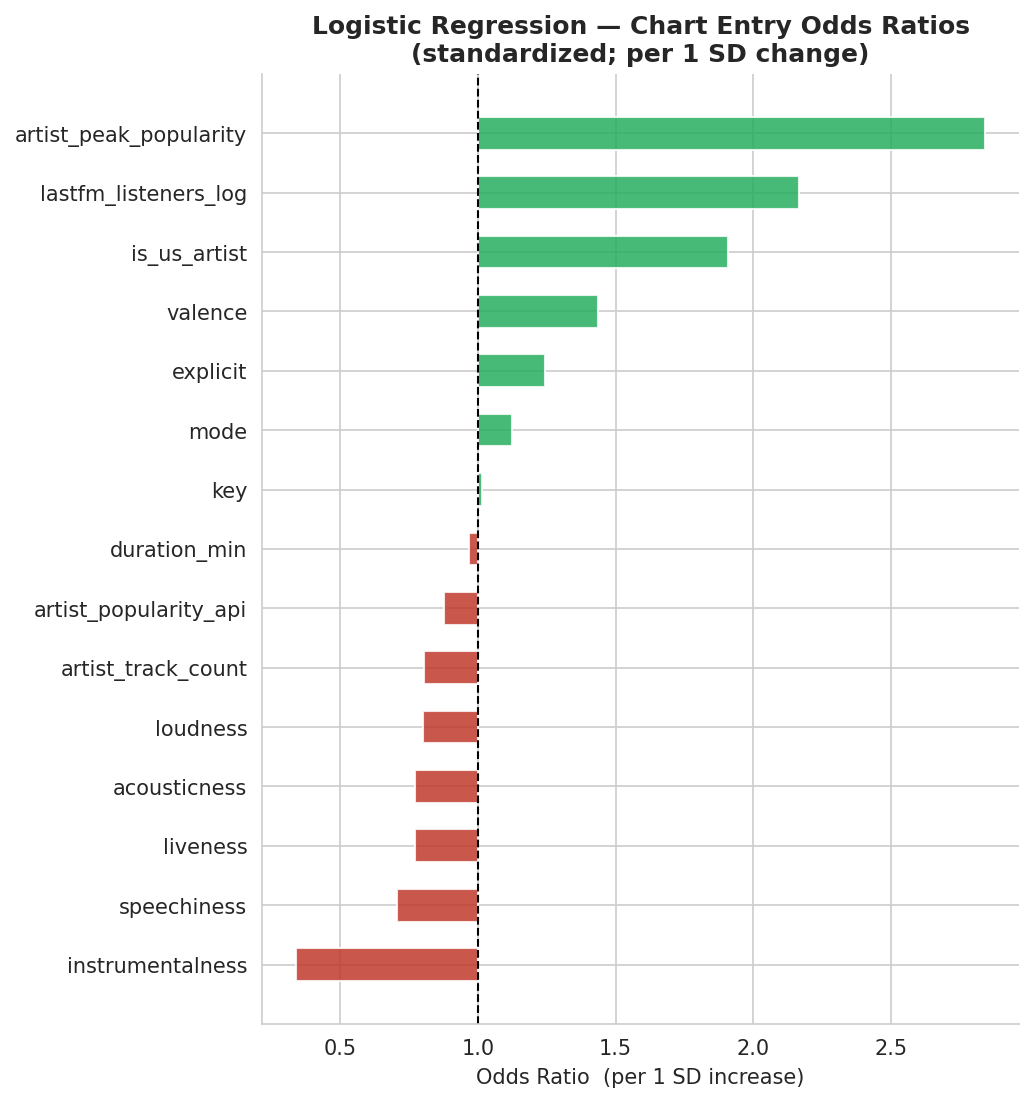 Logistic Regression — Chart Entry Odds Ratios
(standardized; per 1 SD change)
artist_peak_popularity
lastfm_listeners_log
is_us_artist
valence
explicit
mode
key
duration_min
artist_popularity_api
artist_track_count
loudness
acousticness
liveness
speechiness
instrumentalness
0.5 1.0 1.5 2.0 2.5
Odds Ratio  (per 1 SD increase)